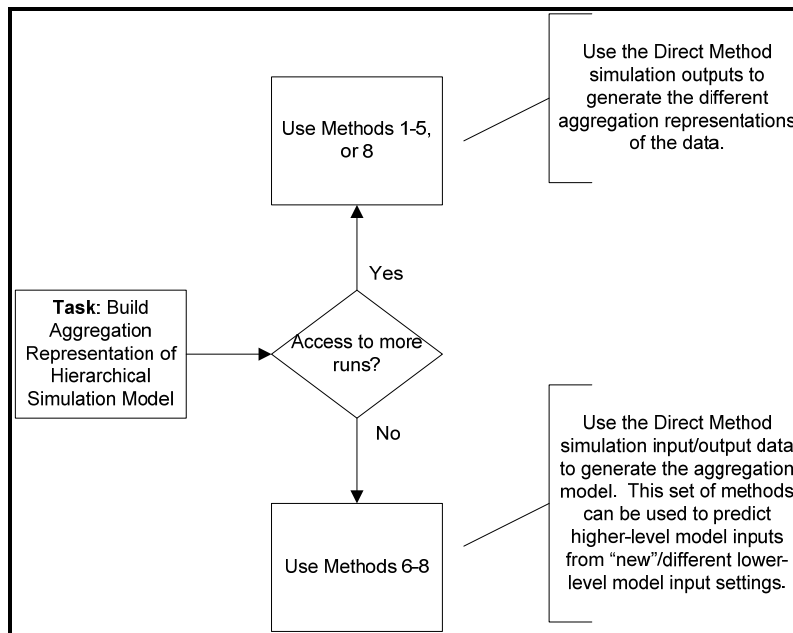 Use the Direct Method
simulation outputs to
generate the different
aggregation representations
of the data.
Use Methods 1-5,
or 8
Yes
Task: Build
Aggregation
Representation of
Hierarchical
Simulation Model
Access to more
runs?
No
Use the Direct Method
simulation input/output data
to generate the aggregation
model. This set of methods
can be used to predict
higher-level model inputs
from “new”/different lower-
level model input settings.
Use Methods 6-8